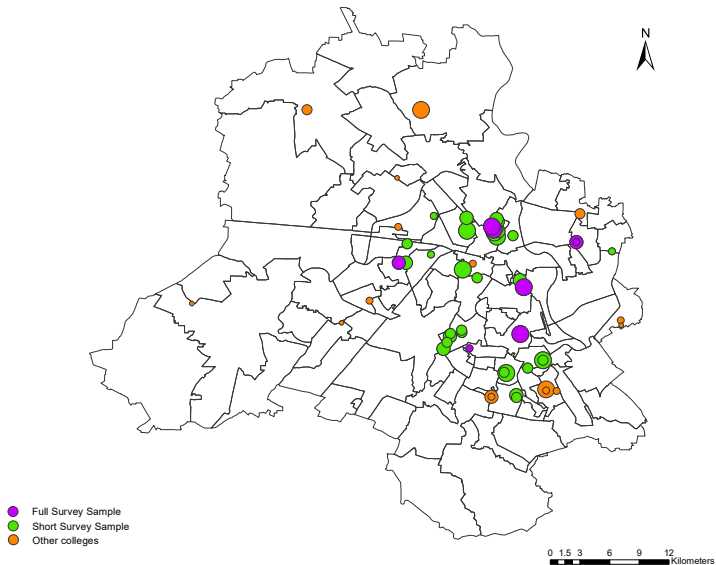 N
Full Survey Sample
Short Survey Sample
Other colleges
0 1.5 3 6 9 12
Kilometers